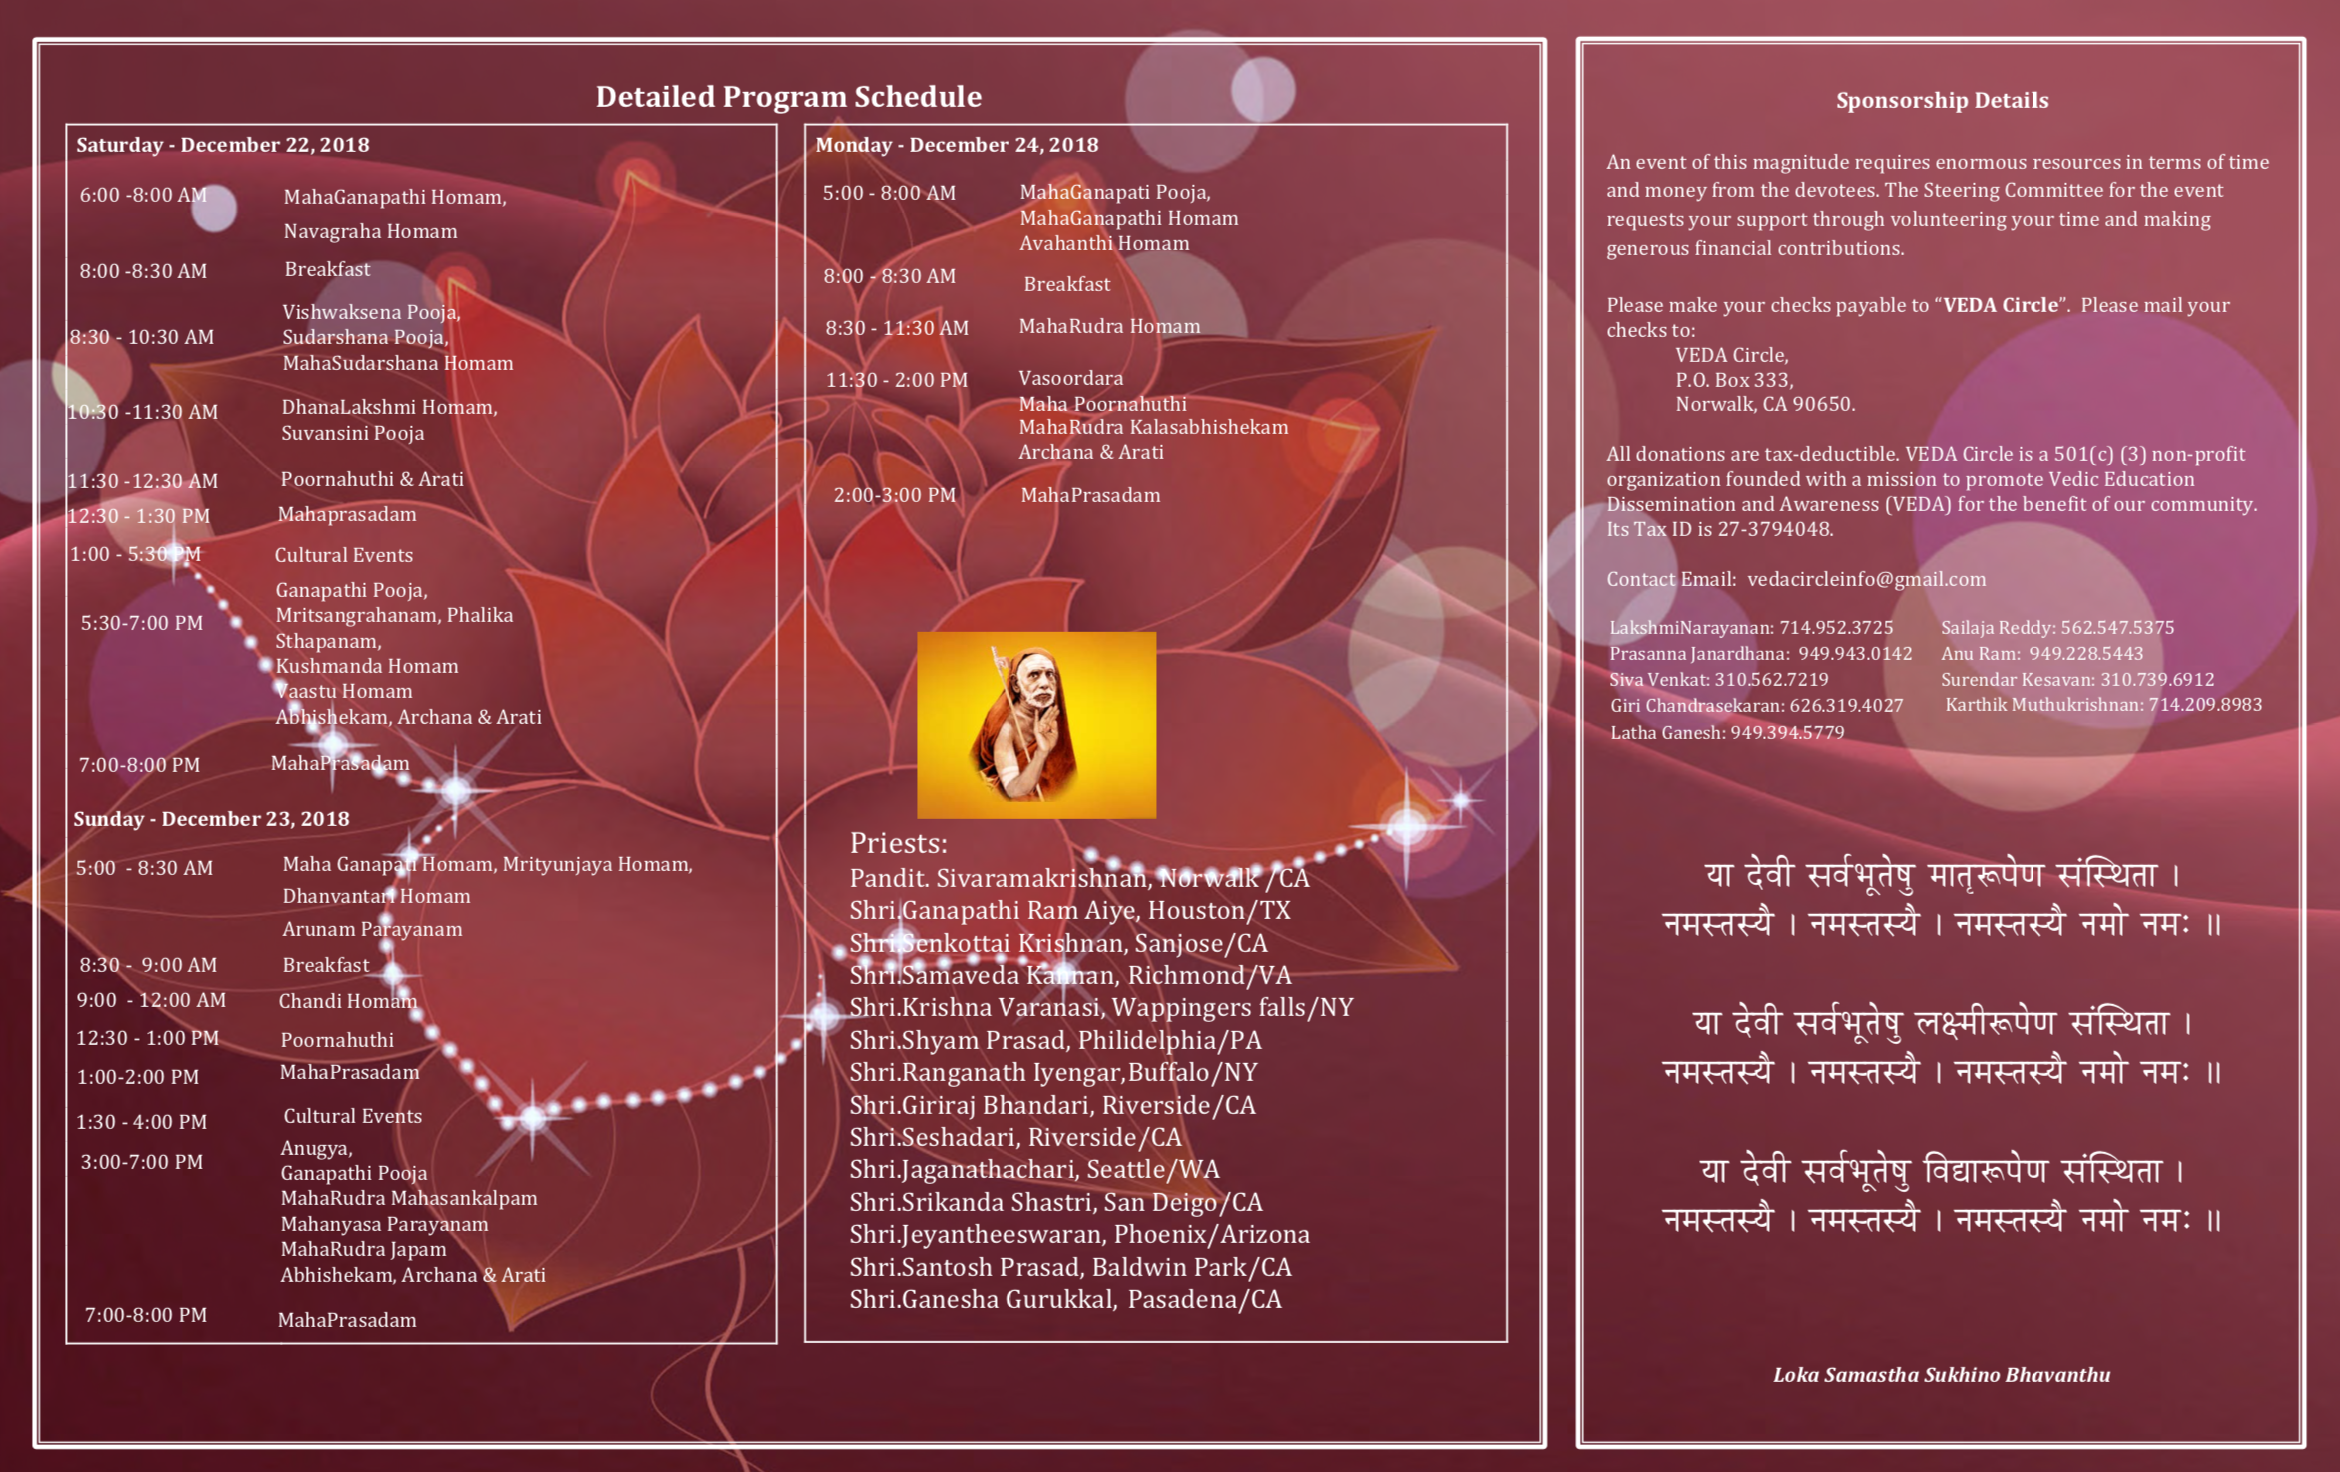 Detailed Program Schedule
Saturday - December 22, 2018
6:00 -8:00 AM MahaGanapathi Homam,
Navagraha Homam
8:00 -8:30 AM Breakfast
Vishwaksena Pooja,
8:30 - 10:30 AM Sudarshana Pooja,
MahaSudarshana Homam
10:30 -11:30 AM DhanaLakshmi Homam,
Suvansini Pooja
11:30 -12:30 AM Poornahuthi & Arati
12:30 - 1:30 PM Mahaprasadam
1:00 - 5:30 PM Cultural Events
Ganapathi Pooja,
5:30-7:00 PM Mritsangrahanam, Phalika
Sthapanam,
Kushmanda Homam
Vaastu Homam
Abhishekam, Archana & Arati
7:00-8:00 PM MahaPrasadam
Sunday - December 23, 2018
5:00 - 8:30 AM Maha Ganapati Homam, Mrityunjaya Homam,
Dhanvantari Homam
Arunam Parayanam
8:30 - 9:00 AM Breakfast
9:00 - 12:00 AM Chandi Homam
12:30 - 1:00 PM Poornahuthi
1:00-2:00 PM MahaPrasadam
1:30 - 4:00 PM Cultural Events
3:00-7:00 PM Anugya,
Ganapathi Pooja
MahaRudra Mahasankalpam
Mahanyasa Parayanam
MahaRudra Japam
Abhishekam, Archana & Arati
7:00-8:00 PM MahaPrasadam
Monday - December 24, 2018
5:00 - 8:00 AM MahaGanapati Pooja,
MahaGanapathi Homam
Avahanthi Homam
8:00 - 8:30 AM Breakfast
8:30 - 11:30 AM MahaRudra Homam
11:30 - 2:00 PM Vasoordara
Maha Poornahuthi
MahaRudra Kalasabhishekam
Archana & Arati
2:00-3:00 PM MahaPrasadam
Priests:
Pandit. Sivaramakrishnan, Norwalk /CA
Shri.Ganapathi Ram Aiye, Houston/TX
Shri.Senkottai Krishnan, Sanjose/CA
Shri.Samaveda Kannan, Richmond/VA
Shri.Krishna Varanasi, Wappingers falls/NY
Shri.Shyam Prasad, Philidelphia/PA
Shri.Ranganath Iyengar,Buffalo/NY
Shri.Giriraj Bhandari, Riverside/CA
Shri.Seshadari, Riverside/CA
Shri.Jaganathachari, Seattle/WA
Shri.Srikanda Shastri, San Deigo/CA
Shri.Jeyantheeswaran, Phoenix/Arizona
Shri.Santosh Prasad, Baldwin Park/CA
Shri.Ganesha Gurukkal, Pasadena/CA
Sponsorship Details
An event of this magnitude requires enormous resources in terms of time
and money from the devotees. The Steering Committee for the event
requests your support through volunteering your time and making
generous financial contributions.
Please make your checks payable to “VEDA Circle”. Please mail your
checks to:
VEDA Circle,
P.O. Box 333,
Norwalk, CA 90650.
All donations are tax-deductible. VEDA Circle is a 501(c) (3) non-profit
organization founded with a mission to promote Vedic Education
Dissemination and Awareness (VEDA) for the benefit of our community.
Its Tax ID is 27-3794048.
Contact Email: vedacircleinfo@gmail.com
LakshmiNarayanan: 714.952.3725 Sailaja Reddy: 562.547.5375
Prasanna Janardhana: 949.943.0142 Anu Ram: 949.228.5443
Siva Venkat: 310.562.7219 Surendar Kesavan: 310.739.6912
Giri Chandrasekaran: 626.319.4027 Karthik Muthukrishnan: 714.209.8983
Latha Ganesh: 949.394.5779
या देवी सर्वभूतेषु मातृरूपेण संस्थिता ।
नमस्तस्यै । नमस्तस्यै । नमस्तस्यै नमो नमः ॥
या देवी सर्वभूतेषु लक्ष्मीरूपेण संस्थिता ।
नमस्तस्यै । नमस्तस्यै । नमस्तस्यै नमो नमः ॥
या देवी सर्वभूतेषु विद्यारूपेण संस्थिता ।
नमस्तस्यै । नमस्तस्यै । नमस्तस्यै नमो नमः ॥
Loka Samastha Sukhino Bhavanthu